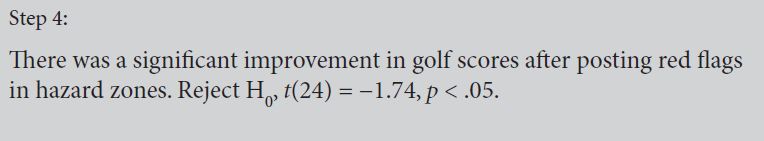 Step 4:
There was a significant improvement in golf scores after posting red flags
in hazard zones. Reject H₀, t(24) = −1.74, p < .05.